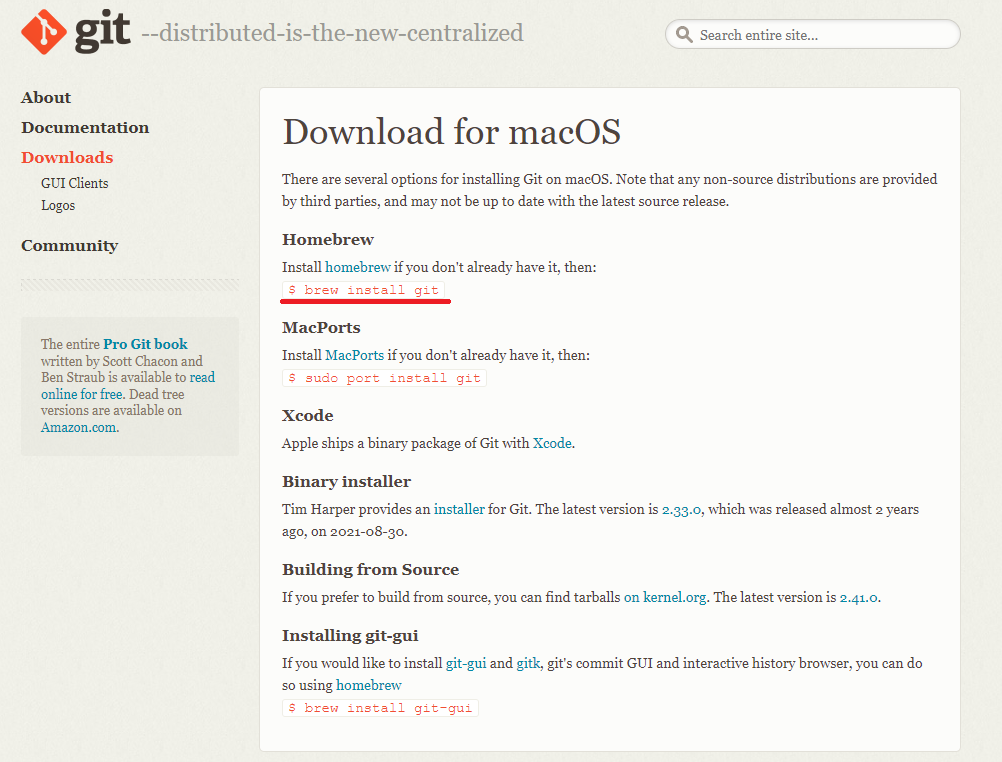 git --distributed-is-the-new-centralized
Search entire site...
About
Documentation
Downloads
GUI Clients
Logos
Community
The entire Pro Git book
written by Scott Chacon and
Ben Straub is available to read
online for free. Dead tree
versions are available on
Amazon.com.
Download for macOS
There are several options for installing Git on macOS. Note that any non-source distributions are provided
by third parties, and may not be up to date with the latest source release.
Homebrew
Install homebrew if you don't already have it, then:
$ brew install git
MacPorts
Install MacPorts if you don't already have it, then:
$ sudo port install git
Xcode
Apple ships a binary package of Git with Xcode.
Binary installer
Tim Harper provides an installer for Git. The latest version is 2.33.0, which was released almost 2 years
ago, on 2021-08-30.
Building from Source
If you prefer to build from source, you can find tarballs on kernel.org. The latest version is 2.41.0.
Installing git-gui
If you would like to install git-gui and gitk, git's commit GUI and interactive history browser, you can do
so using homebrew
$ brew install git-gui